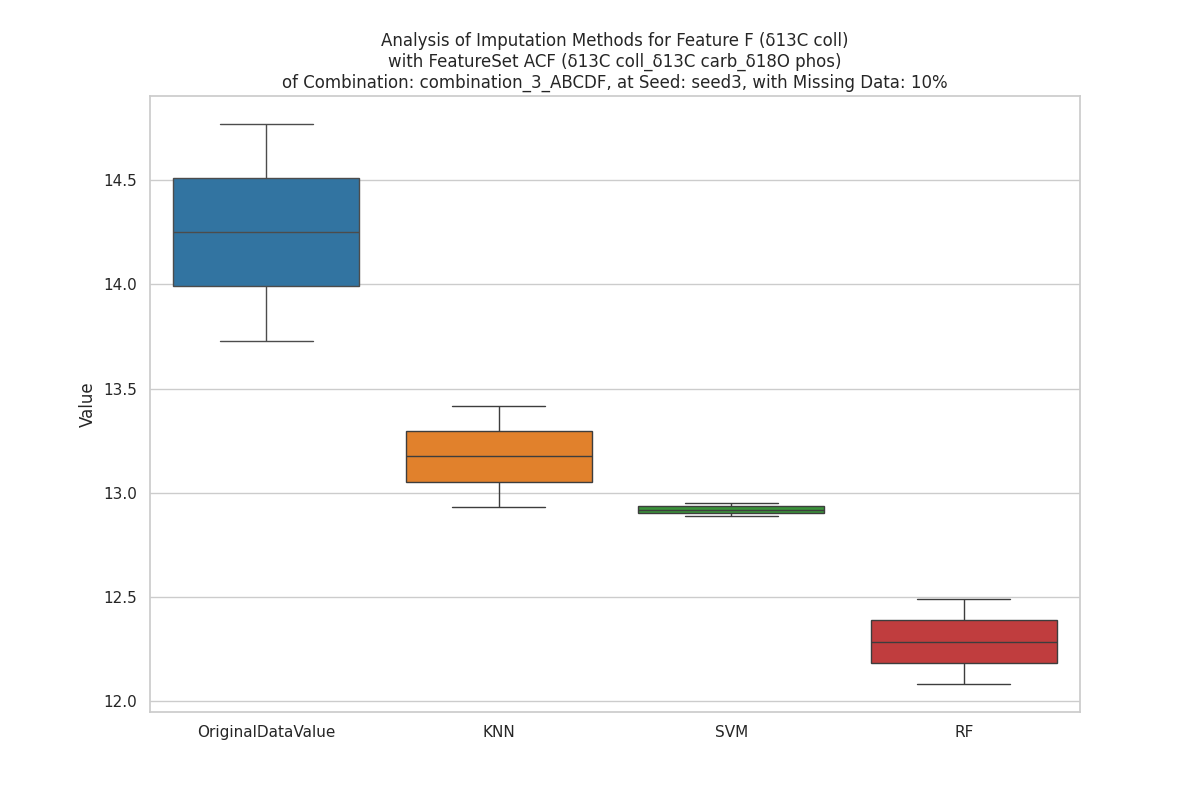 Analysis of Imputation Methods for Feature F (δ13C coll)
with FeatureSet ACF (δ13C coll_δ13C carb_δ18O phos)
of Combination: combination_3_ABCDF, at Seed: seed3, with Missing Data: 10%
14.5
14.0
13.5
13.0
12.5
12.0
Value
OriginalDataValue
KNN
SVM
RF